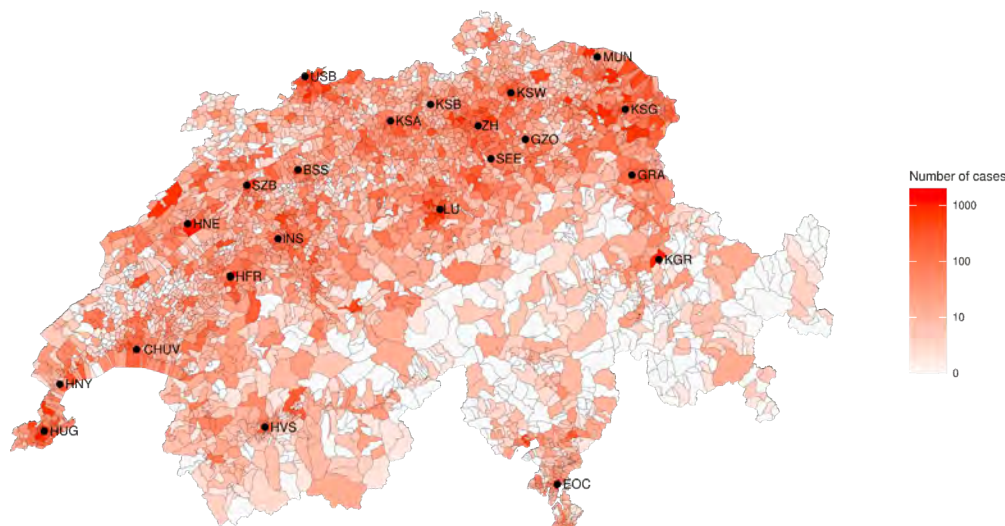 MUN
USB
KSW
KSB
KSG
KSA
ZH
GZO
SEE
BSS
GRA
SZB
LU
HNE
INS
KGR
HFR
CHUV
HNY
HVS
HUG
EOC
Number of cases
1000
100
10
0